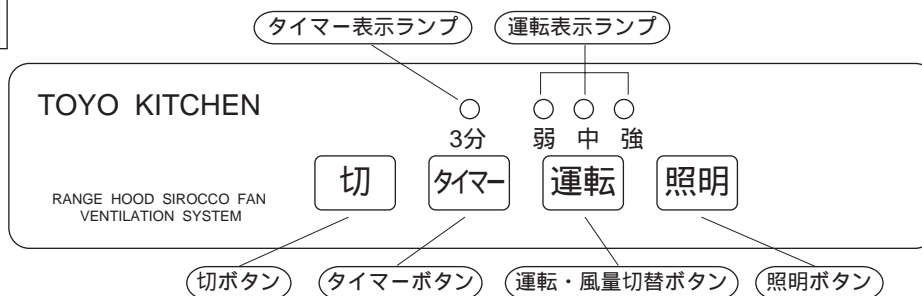 タイマー表示ランプ 運転表示ランプ
TOYO KITCHEN
3分 弱 中 強
切 タイマー 運転 照明
RANGE HOOD SIROCCO FAN
VENTILATION SYSTEM
切ボタン タイマーボタン 運転・風量切替ボタン 照明ボタン